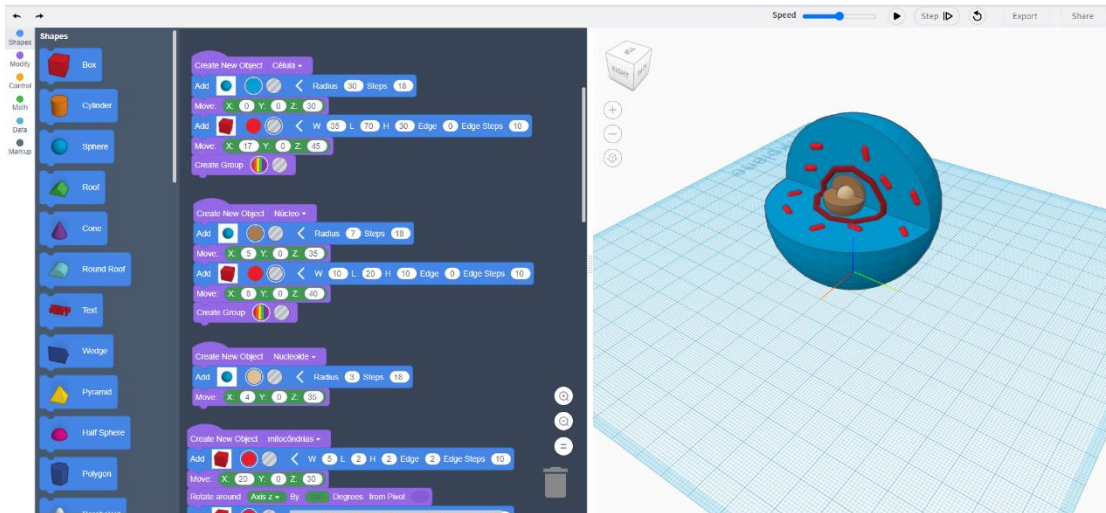 Speed Step Export Share
Shapes
Modify
Control
Math
Data
Markup
Shapes
Box
Cylinder
Sphere
Roof
Cone
Round Roof
Text
Wedge
Pyramid
Half Sphere
Polygon
Create New Object Célula
Add Radius 30 Steps 18
Move: X: 0 Y: 0 Z: 30
Add W 35 L 70 H 30 Edge 0 Edge Steps 10
Move: X: 17 Y: 0 Z: 45
Create Group
Create New Object Núcleo
Add Radius 7 Steps 18
Move: X: 5 Y: 0 Z: 35
Add W 10 L 20 H 10 Edge 0 Edge Steps 10
Move: X: 8 Y: 0 Z: 40
Create Group
Create New Object Nucleoide
Add Radius 3 Steps 18
Move: X: 4 Y: 0 Z: 35
Create New Object mitocôndrias
Add W 5 L 2 H 2 Edge 2 Edge Steps 10
Move: X: 20 Y: 0 Z: 30
Rotate around Axis z By Degrees from Pivot
RIGHT